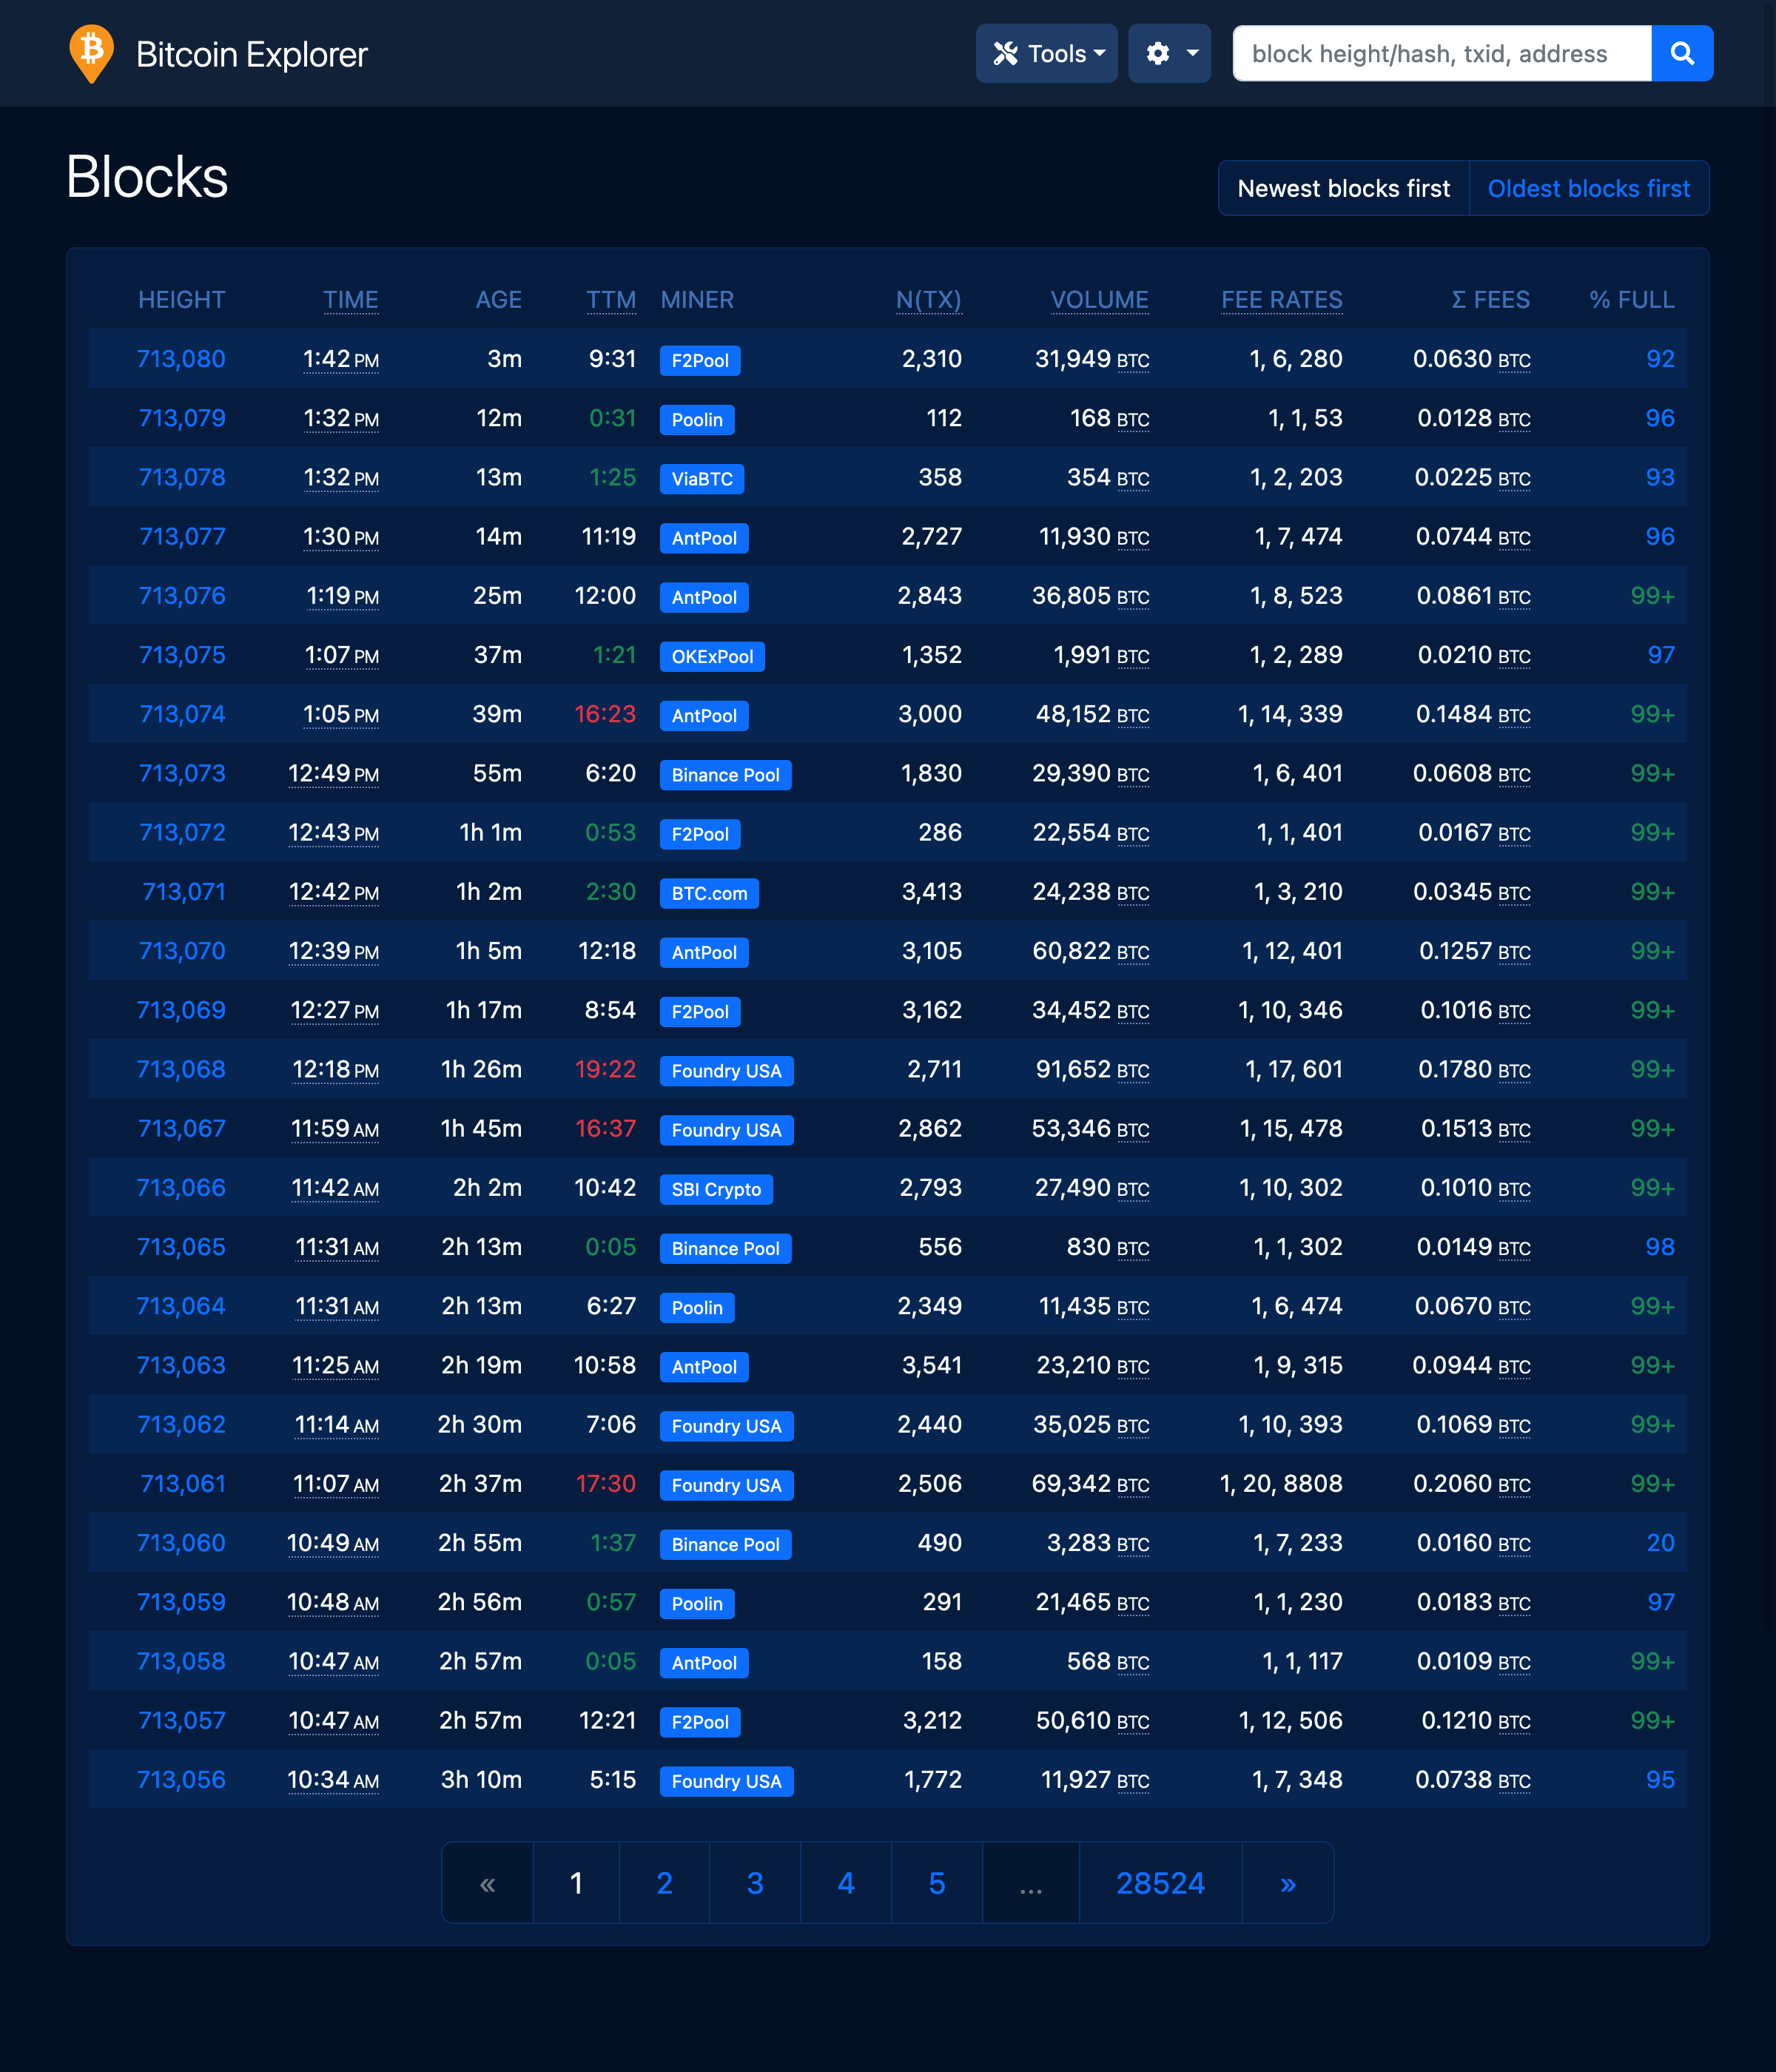 Bitcoin Explorer Tools block height/hash, txid, address
Blocks Newest blocks first Oldest blocks first
HEIGHT TIME AGE TTM MINER N(TX) VOLUME FEE RATES Σ FEES % FULL
713,080 1:42 PM 3m 9:31 F2Pool 2,310 31,949 BTC 1, 6, 280 0.0630 BTC 92
713,079 1:32 PM 12m 0:31 Poolin 112 168 BTC 1, 1, 53 0.0128 BTC 96
713,078 1:32 PM 13m 1:25 ViaBTC 358 354 BTC 1, 2, 203 0.0225 BTC 93
713,077 1:30 PM 14m 11:19 AntPool 2,727 11,930 BTC 1, 7, 474 0.0744 BTC 96
713,076 1:19 PM 25m 12:00 AntPool 2,843 36,805 BTC 1, 8, 523 0.0861 BTC 99+
713,075 1:07 PM 37m 1:21 OKExPool 1,352 1,991 BTC 1, 2, 289 0.0210 BTC 97
713,074 1:05 PM 39m 16:23 AntPool 3,000 48,152 BTC 1, 14, 339 0.1484 BTC 99+
713,073 12:49 PM 55m 6:20 Binance Pool 1,830 29,390 BTC 1, 6, 401 0.0608 BTC 99+
713,072 12:43 PM 1h 1m 0:53 F2Pool 286 22,554 BTC 1, 1, 401 0.0167 BTC 99+
713,071 12:42 PM 1h 2m 2:30 BTC.com 3,413 24,238 BTC 1, 3, 210 0.0345 BTC 99+
713,070 12:39 PM 1h 5m 12:18 AntPool 3,105 60,822 BTC 1, 12, 401 0.1257 BTC 99+
713,069 12:27 PM 1h 17m 8:54 F2Pool 3,162 34,452 BTC 1, 10, 346 0.1016 BTC 99+
713,068 12:18 PM 1h 26m 19:22 Foundry USA 2,711 91,652 BTC 1, 17, 601 0.1780 BTC 99+
713,067 11:59 AM 1h 45m 16:37 Foundry USA 2,862 53,346 BTC 1, 15, 478 0.1513 BTC 99+
713,066 11:42 AM 2h 2m 10:42 SBI Crypto 2,793 27,490 BTC 1, 10, 302 0.1010 BTC 99+
713,065 11:31 AM 2h 13m 0:05 Binance Pool 556 830 BTC 1, 1, 302 0.0149 BTC 98
713,064 11:31 AM 2h 13m 6:27 Poolin 2,349 11,435 BTC 1, 6, 474 0.0670 BTC 99+
713,063 11:25 AM 2h 19m 10:58 AntPool 3,541 23,210 BTC 1, 9, 315 0.0944 BTC 99+
713,062 11:14 AM 2h 30m 7:06 Foundry USA 2,440 35,025 BTC 1, 10, 393 0.1069 BTC 99+
713,061 11:07 AM 2h 37m 17:30 Foundry USA 2,506 69,342 BTC 1, 20, 8808 0.2060 BTC 99+
713,060 10:49 AM 2h 55m 1:37 Binance Pool 490 3,283 BTC 1, 7, 233 0.0160 BTC 20
713,059 10:48 AM 2h 56m 0:57 Poolin 291 21,465 BTC 1, 1, 230 0.0183 BTC 97
713,058 10:47 AM 2h 57m 0:05 AntPool 158 568 BTC 1, 1, 117 0.0109 BTC 99+
713,057 10:47 AM 2h 57m 12:21 F2Pool 3,212 50,610 BTC 1, 12, 506 0.1210 BTC 99+
713,056 10:34 AM 3h 10m 5:15 Foundry USA 1,772 11,927 BTC 1, 7, 348 0.0738 BTC 95
« 1 2 3 4 5 ... 28524 »